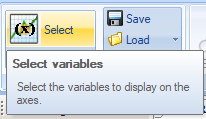 (x)
Select
Save
Load
Select variables
Select the variables to display on the
axes.